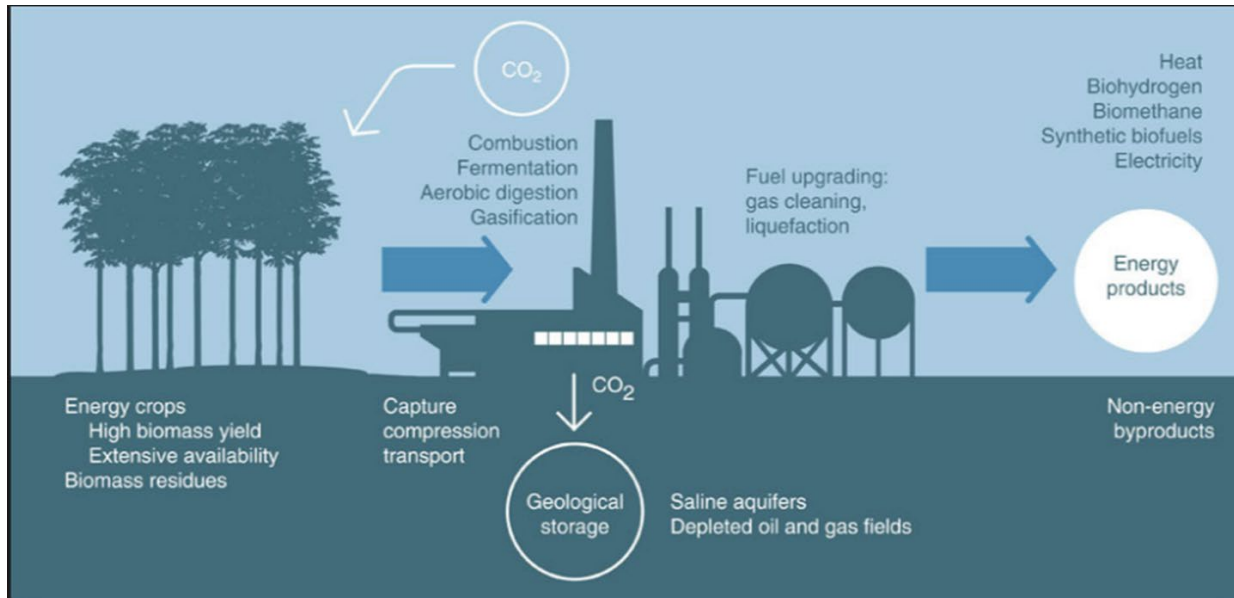 CO₂
Combustion
Fermentation
Aerobic digestion
Gasification
Fuel upgrading:
gas cleaning,
liquefaction
Heat
Biohydrogen
Biomethane
Synthetic biofuels
Electricity
Energy
products
Energy crops
High biomass yield
Extensive availability
Biomass residues
Capture
compression
transport
CO₂
Geological
storage
Saline aquifers
Depleted oil and gas fields
Non-energy
byproducts